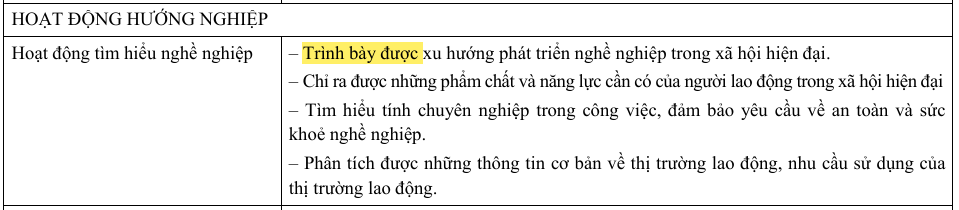 HOẠT ĐỘNG HƯỚNG NGHIỆP
Hoạt động tìm hiểu nghề nghiệp
– Trình bày được xu hướng phát triển nghề nghiệp trong xã hội hiện đại.
– Chỉ ra được những phẩm chất và năng lực cần có của người lao động trong xã hội hiện đại
– Tìm hiểu tính chuyên nghiệp trong công việc, đảm bảo yêu cầu về an toàn và sức
khoẻ nghề nghiệp.
– Phân tích được những thông tin cơ bản về thị trường lao động, nhu cầu sử dụng của
thị trường lao động.